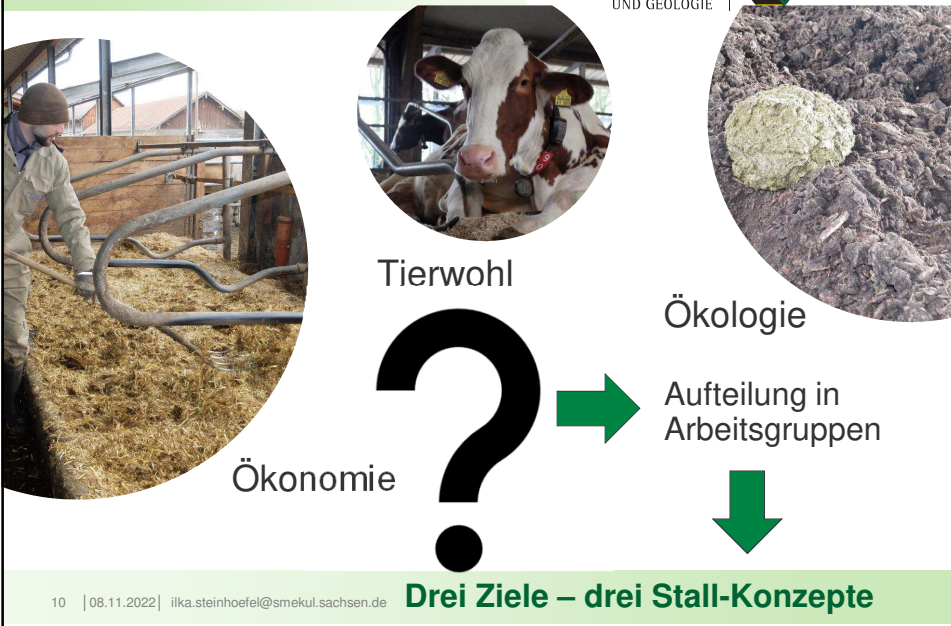 UND GEOLOGIE
Tierwohl
Ökologie
Aufteilung in
Arbeitsgruppen
Ökonomie
10 | 08.11.2022 | ilka.steinhoefel@smekul.sachsen.de Drei Ziele – drei Stall-Konzepte